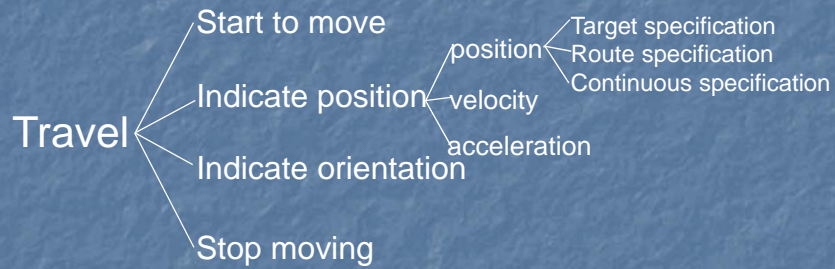 Travel
Start to move
Indicate position
position
Target specification
Route specification
Continuous specification
velocity
acceleration
Indicate orientation
Stop moving